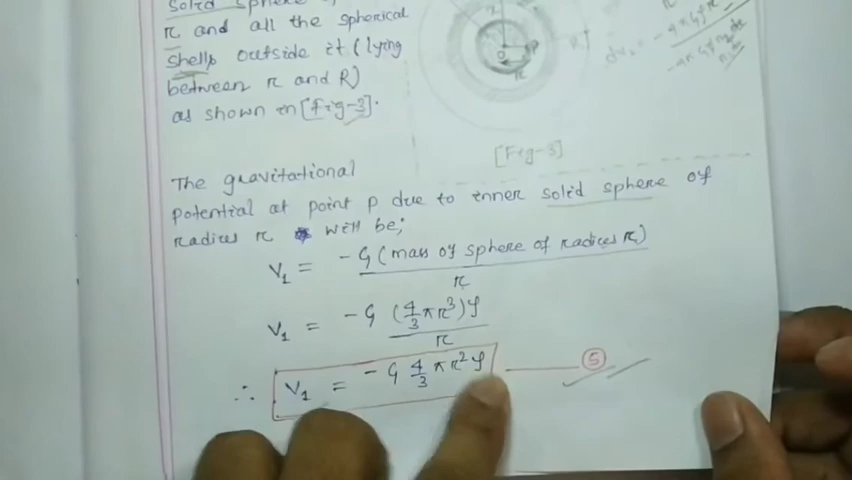 solid sphere
r and all the spherical
shells outside it (lying
between r and R)
as shown in [Fig-3].
[Fig-3]
The gravitational
potential at point P due to inner solid sphere of
radius r will be;
V₁ = -G (mass of sphere of radius r) / r
V₁ = -G (4/3 πr³)ρ / r
∴ V₁ = -G 4/3 πr²ρ ——— ⑤